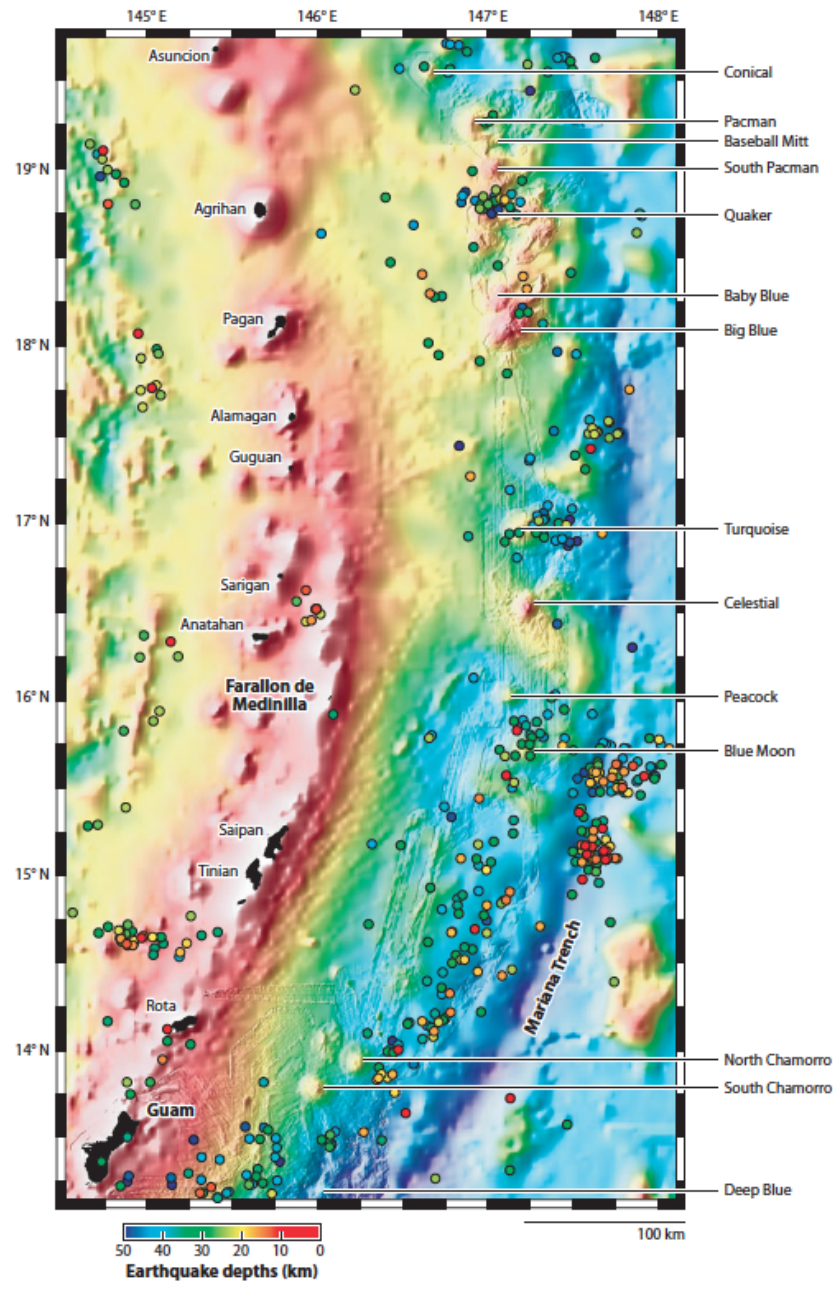 145°E 146°E 147°E 148°E
Asuncion
Conical
Pacman
Baseball Mitt
19°N
South Pacman
Agrihan
Quaker
Baby Blue
Pagan
Big Blue
18°N
Alamagan
Guguan
17°N
Turquoise
Sarigan
Celestial
Anatahan
Farallon de
Medinilla
16°N
Peacock
Blue Moon
Saipan
15°N
Tinian
Mariana Trench
Rota
14°N
North Chamorro
South Chamorro
Guam
Deep Blue
50 40 30 20 10 0
Earthquake depths (km)
100 km